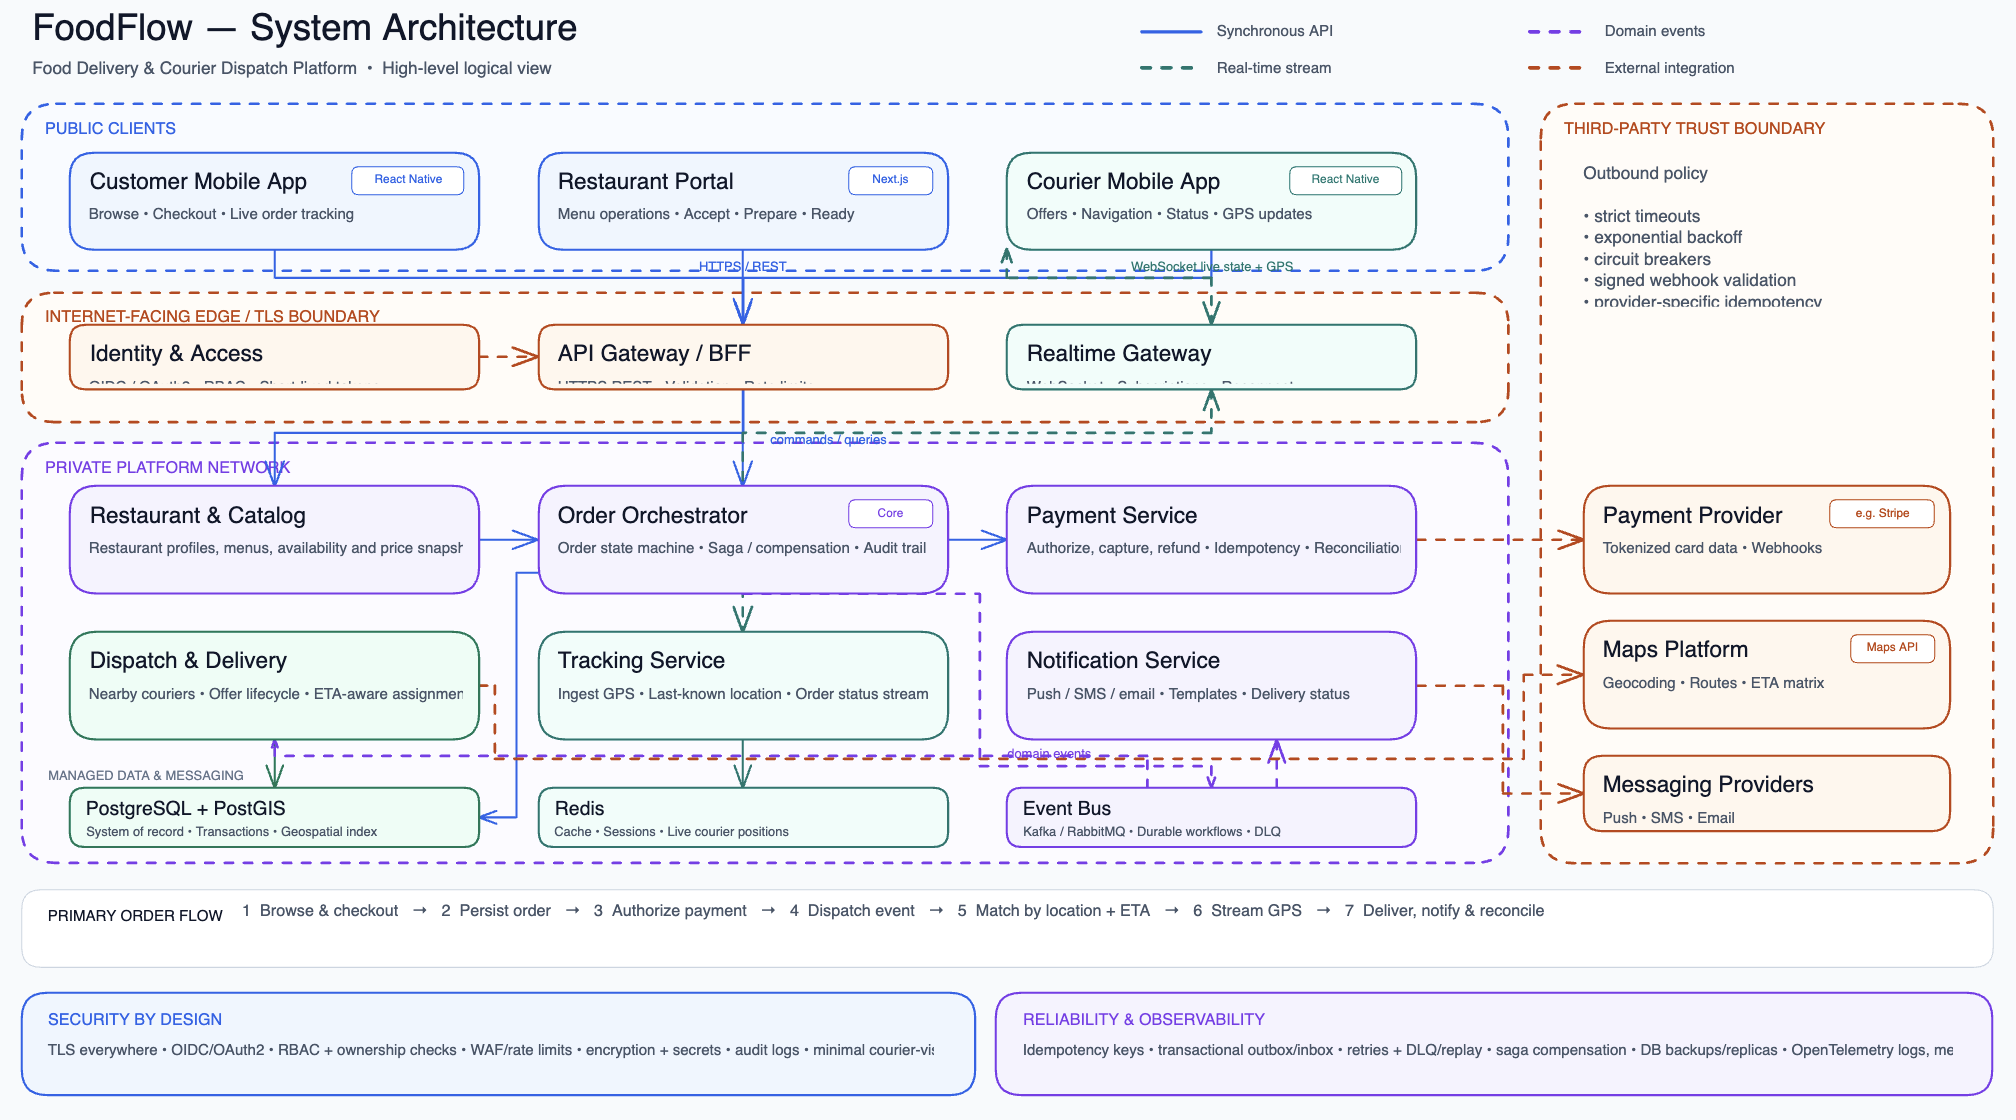 FoodFlow — System Architecture
Food Delivery & Courier Dispatch Platform • High-level logical view
Synchronous API
Domain events
Real-time stream
External integration
PUBLIC CLIENTS
Customer Mobile App
React Native
Browse • Checkout • Live order tracking
Restaurant Portal
Next.js
Menu operations • Accept • Prepare • Ready
Courier Mobile App
React Native
Offers • Navigation • Status • GPS updates
HTTPS / REST
WebSocket live state + GPS
INTERNET-FACING EDGE / TLS BOUNDARY
Identity & Access
API Gateway / BFF
Realtime Gateway
commands / queries
PRIVATE PLATFORM NETWORK
Restaurant & Catalog
Restaurant profiles, menus, availability and price snapsh
Order Orchestrator
Core
Order state machine • Saga / compensation • Audit trail
Payment Service
Authorize, capture, refund • Idempotency • Reconciliatio
Dispatch & Delivery
Nearby couriers • Offer lifecycle • ETA-aware assignmen
Tracking Service
Ingest GPS • Last-known location • Order status stream
Notification Service
Push / SMS / email • Templates • Delivery status
domain events
MANAGED DATA & MESSAGING
PostgreSQL + PostGIS
System of record • Transactions • Geospatial index
Redis
Cache • Sessions • Live courier positions
Event Bus
Kafka / RabbitMQ • Durable workflows • DLQ
THIRD-PARTY TRUST BOUNDARY
Outbound policy
• strict timeouts
• exponential backoff
• circuit breakers
• signed webhook validation
• provider-specific idempotency
Payment Provider
e.g. Stripe
Tokenized card data • Webhooks
Maps Platform
Maps API
Geocoding • Routes • ETA matrix
Messaging Providers
Push • SMS • Email
PRIMARY ORDER FLOW 1 Browse & checkout → 2 Persist order → 3 Authorize payment → 4 Dispatch event → 5 Match by location + ETA → 6 Stream GPS → 7 Deliver, notify & reconcile
SECURITY BY DESIGN
TLS everywhere • OIDC/OAuth2 • RBAC + ownership checks • WAF/rate limits • encryption + secrets • audit logs • minimal courier-vis
RELIABILITY & OBSERVABILITY
Idempotency keys • transactional outbox/inbox • retries + DLQ/replay • saga compensation • DB backups/replicas • OpenTelemetry logs, me